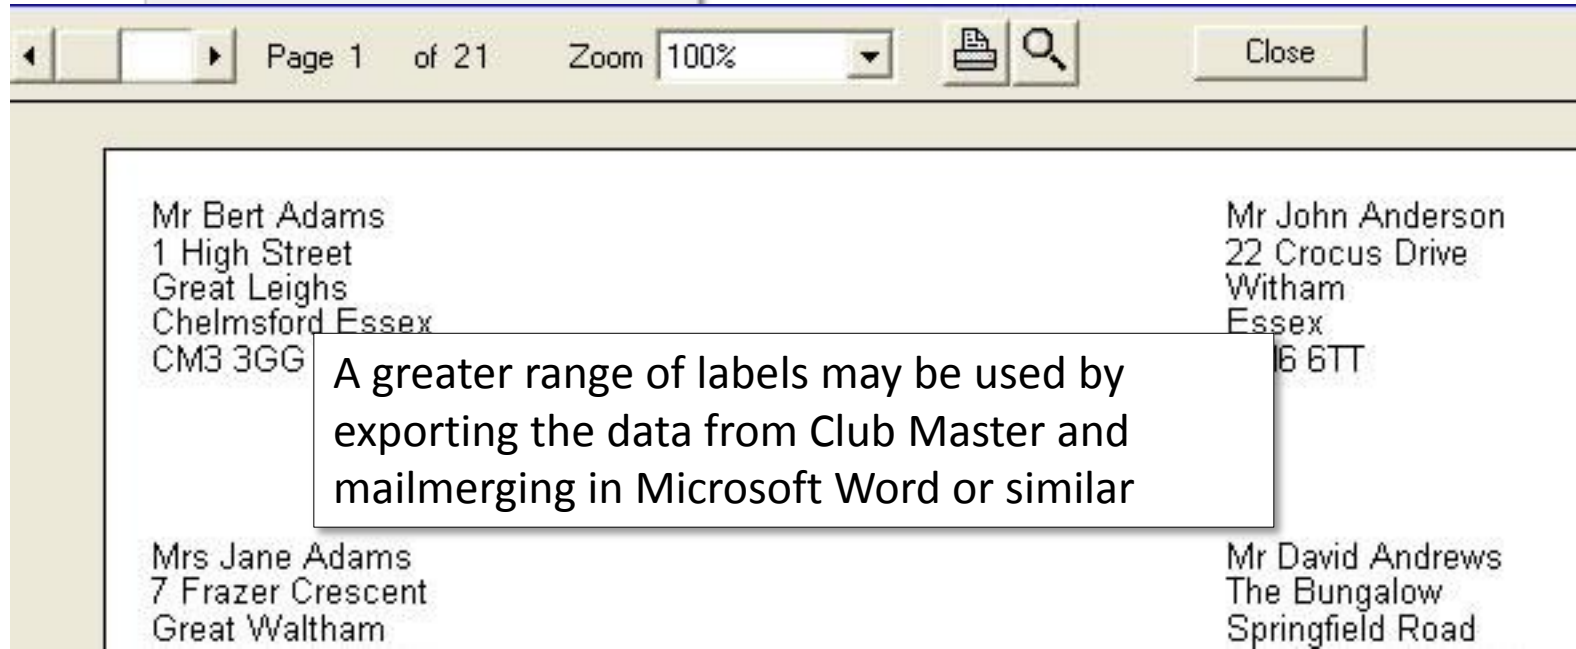 Page 1 of 21 Zoom 100% Close
Mr Bert Adams
1 High Street
Great Leighs
Chelmsford Essex
CM3 3GG
Mr John Anderson
22 Crocus Drive
Witham
Essex
6TT
A greater range of labels may be used by
exporting the data from Club Master and
mailmerging in Microsoft Word or similar
Mrs Jane Adams
7 Frazer Crescent
Great Waltham
Mr David Andrews
The Bungalow
Springfield Road